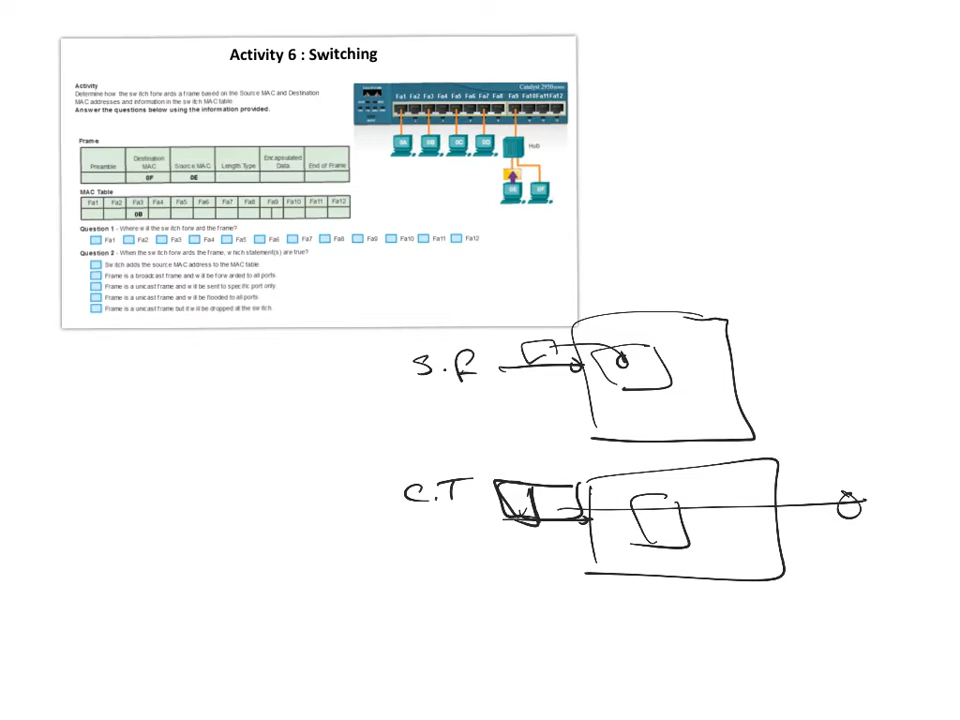 Activity 6 : Switching
Activity
Determine how the switch forwards a frame based on the Source MAC and Destination
MAC addresses and information in the switch MAC table.
Answer the questions below using the information provided.
Catalyst 2950
Fa1 Fa2 Fa3 Fa4 Fa5 Fa6 Fa7 Fa8 Fa9 Fa10 Fa11 Fa12
0A 0B 0C 0D
Hub
0E 0F
Frame
Preamble Destination MAC Source MAC Length Type Encapsulated Data End of Frame
0F 0E
MAC Table
Fa1 Fa2 Fa3 Fa4 Fa5 Fa6 Fa7 Fa8 Fa9 Fa10 Fa11 Fa12
0B
Question 1 - Where will the switch forward the frame?
Fa1 Fa2 Fa3 Fa4 Fa5 Fa6 Fa7 Fa8 Fa9 Fa10 Fa11 Fa12
Question 2 - When the switch forwards the frame, which statement(s) are true?
Switch adds the source MAC address to the MAC table.
Frame is a broadcast frame and will be forwarded to all ports.
Frame is a unicast frame and will be sent to specific port only.
Frame is a unicast frame and will be flooded to all ports.
Frame is a unicast frame but it will be dropped at the switch.
S.F
C.T